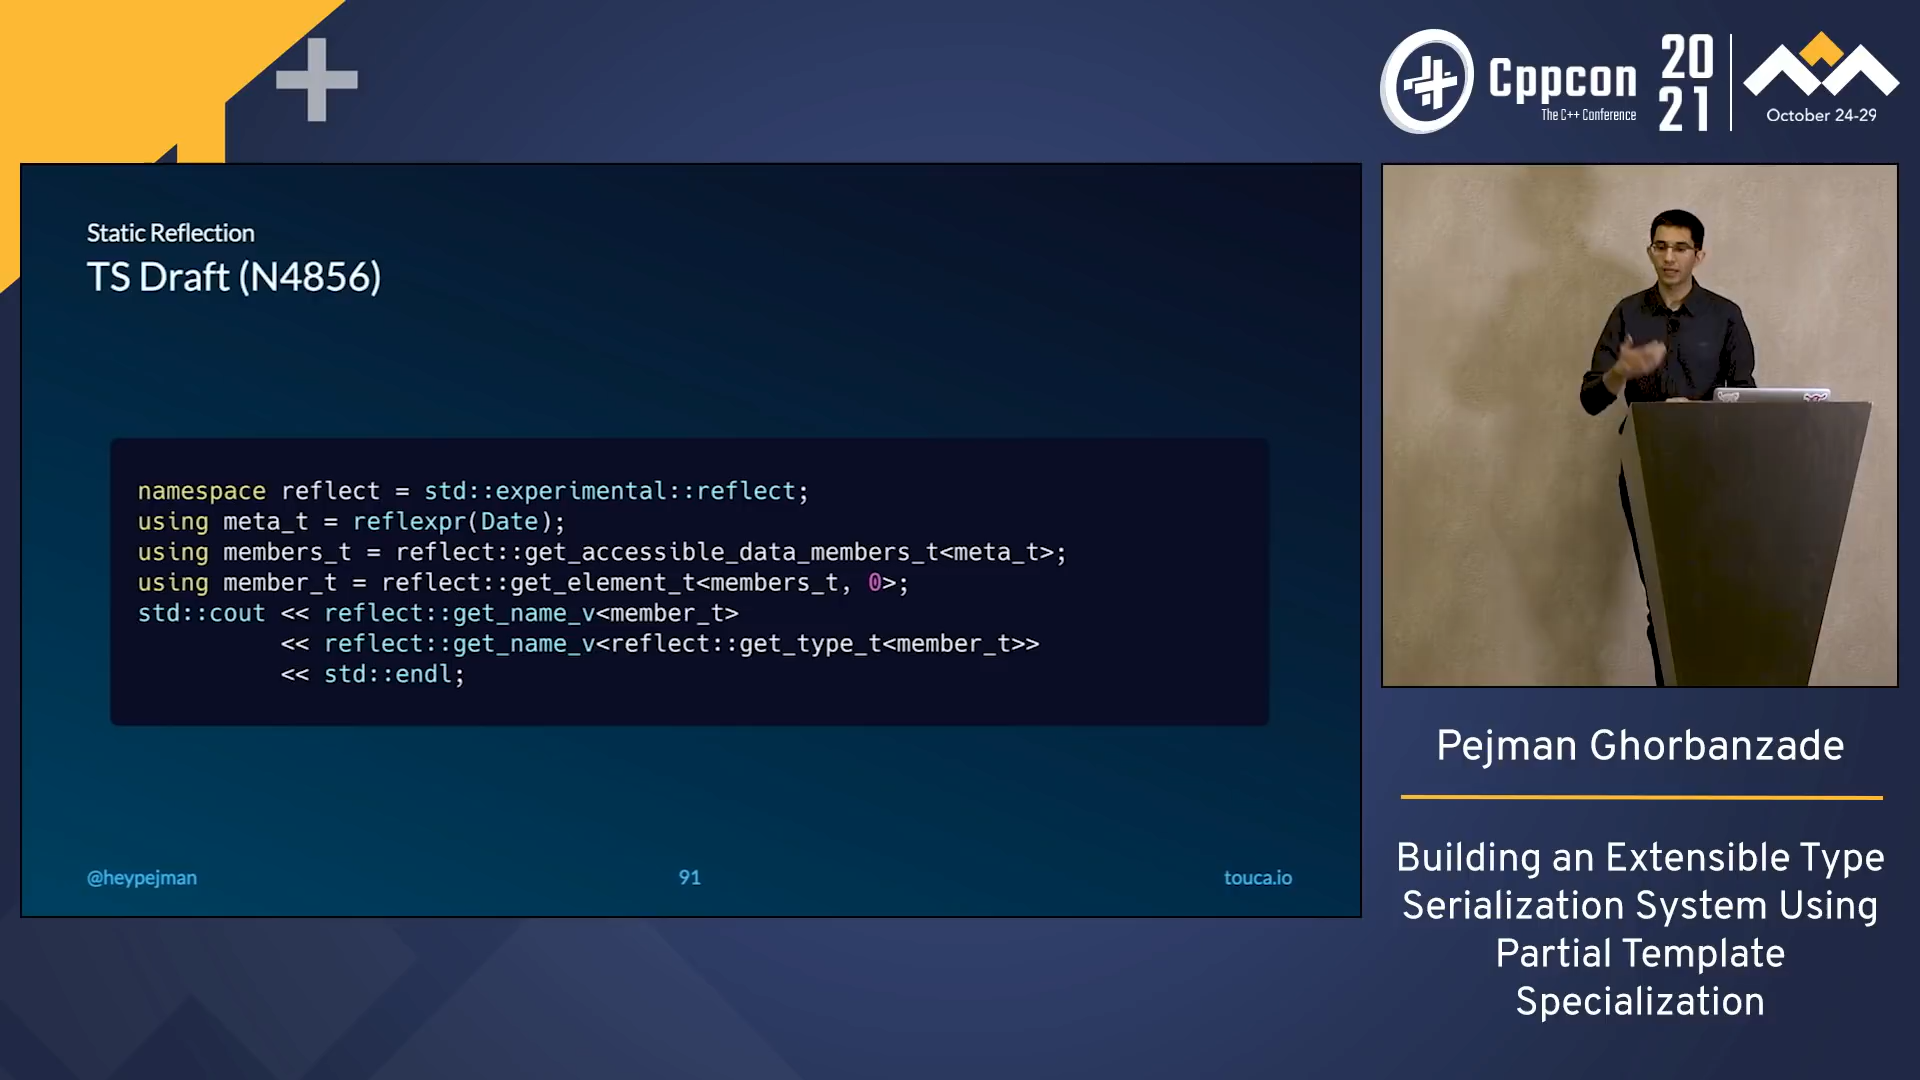 Cppcon
The C++ Conference
20
21
October 24-29
Static Reflection
TS Draft (N4856)
namespace reflect = std::experimental::reflect;
using meta_t = reflexpr(Date);
using members_t = reflect::get_accessible_data_members_t<meta_t>;
using member_t = reflect::get_element_t<members_t, 0>;
std::cout << reflect::get_name_v<member_t>
          << reflect::get_name_v<reflect::get_type_t<member_t>>
          << std::endl;
@heypejman
91
touca.io
Pejman Ghorbanzade
Building an Extensible Type
Serialization System Using
Partial Template
Specialization